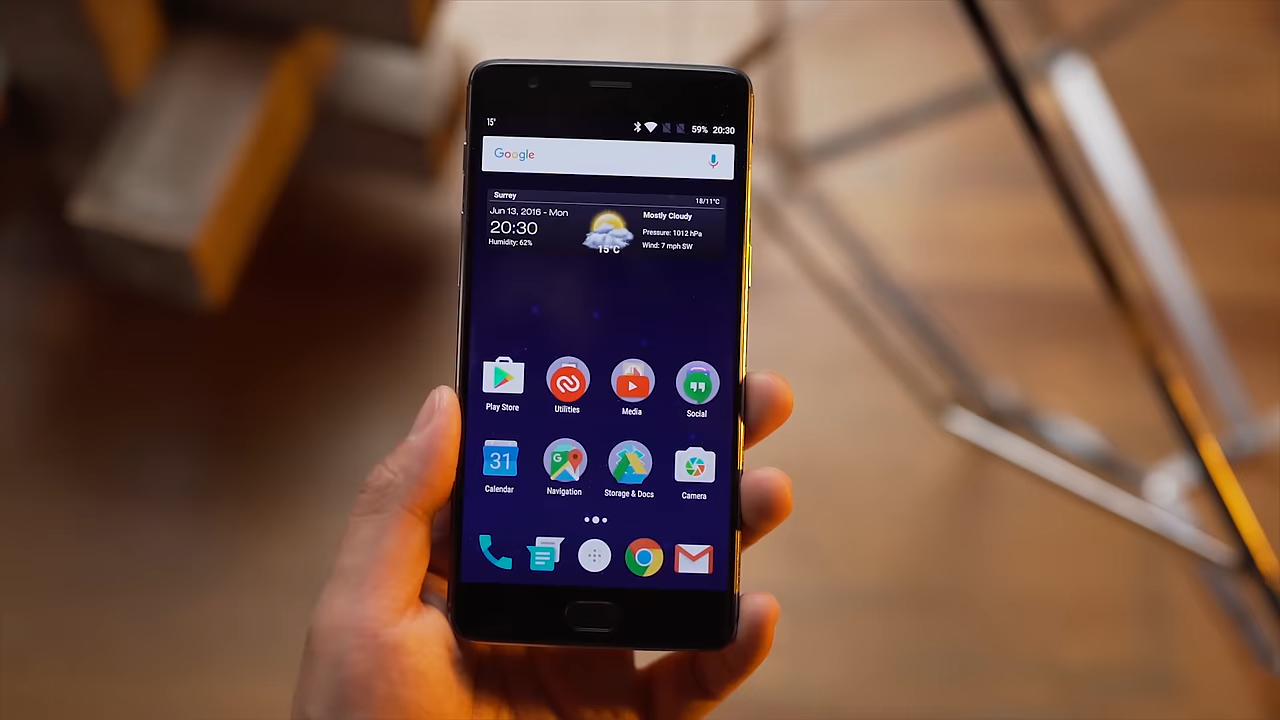 15°
59% 20:30
Google
Surrey
18/11°C
Jun 13, 2016 - Mon
20:30
Humidity: 62%
15°C
Mostly Cloudy
Pressure: 1012 hPa
Wind: 7 mph SW
Play Store
Utilities
Media
Social
31
G
Calendar
Navigation
Storage & Docs
Camera